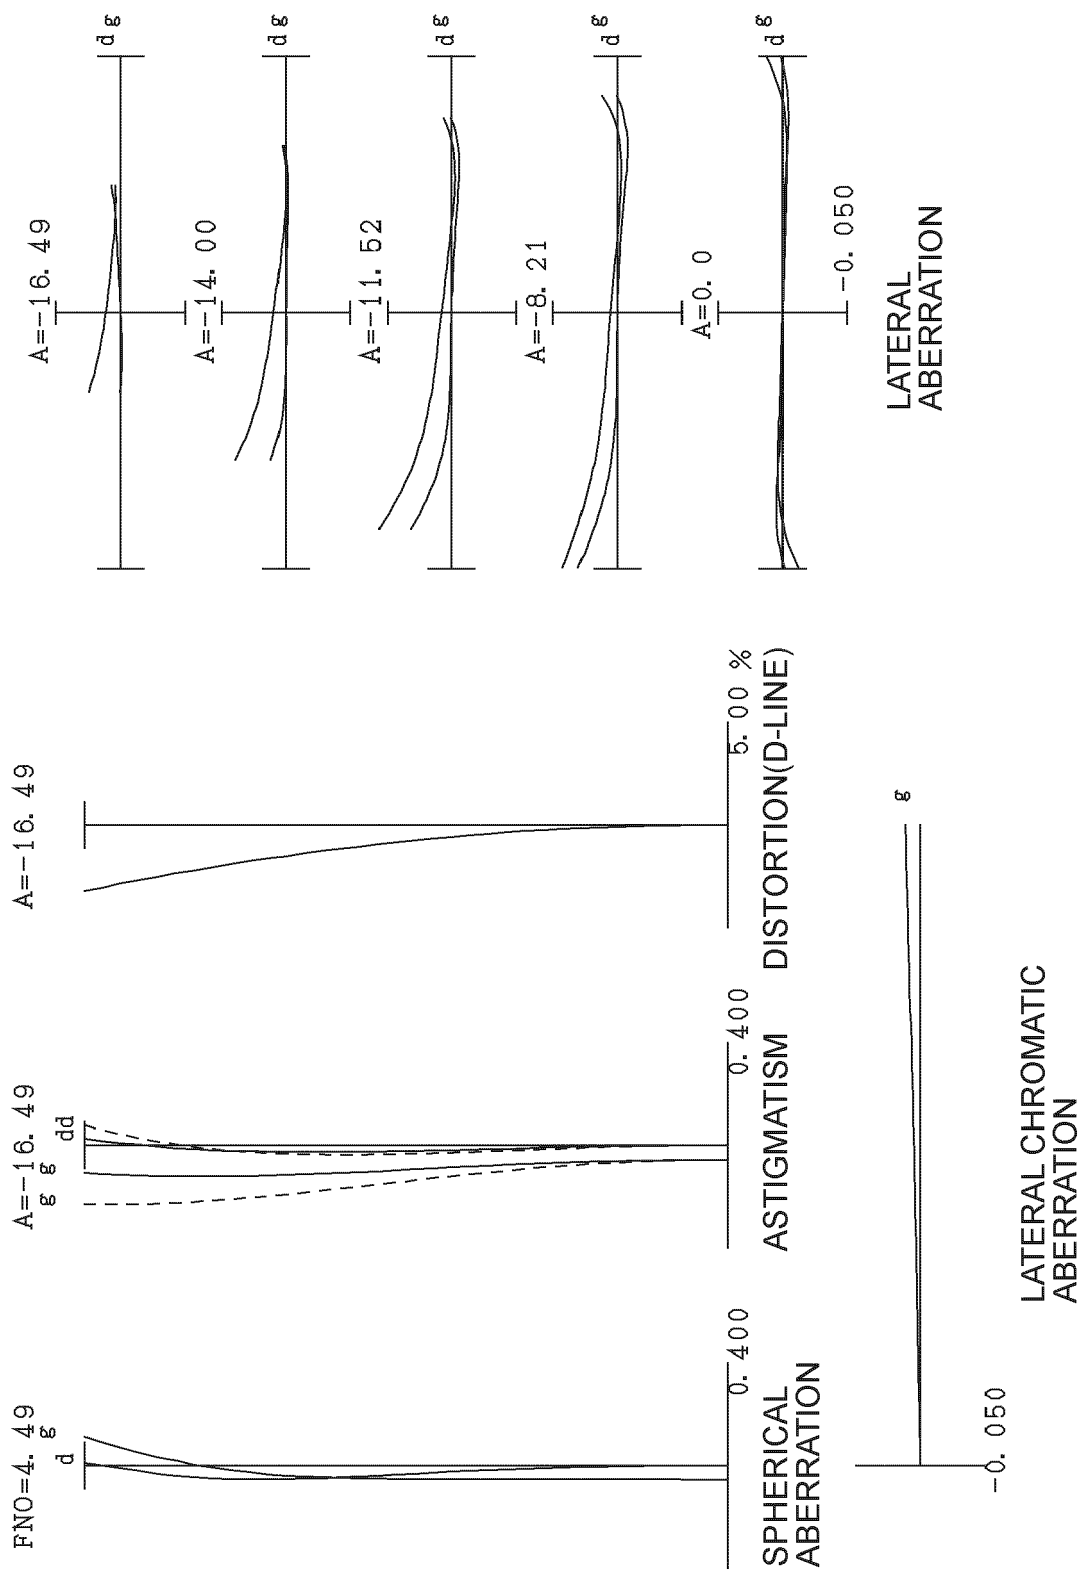 FNO=4. 49
d g
0. 400
SPHERICAL
ABERRATION
A=-16. 49
g g dd
0. 400
ASTIGMATISM
A=-16. 49
5. 00 %
DISTORTION(D-LINE)
g
-0. 050
LATERAL CHROMATIC
ABERRATION
A=-16. 49
d g
A=-14. 00
d g
A=-11. 52
d g
A=-8. 21
d g
A=0. 0
d g
-0. 050
LATERAL
ABERRATION